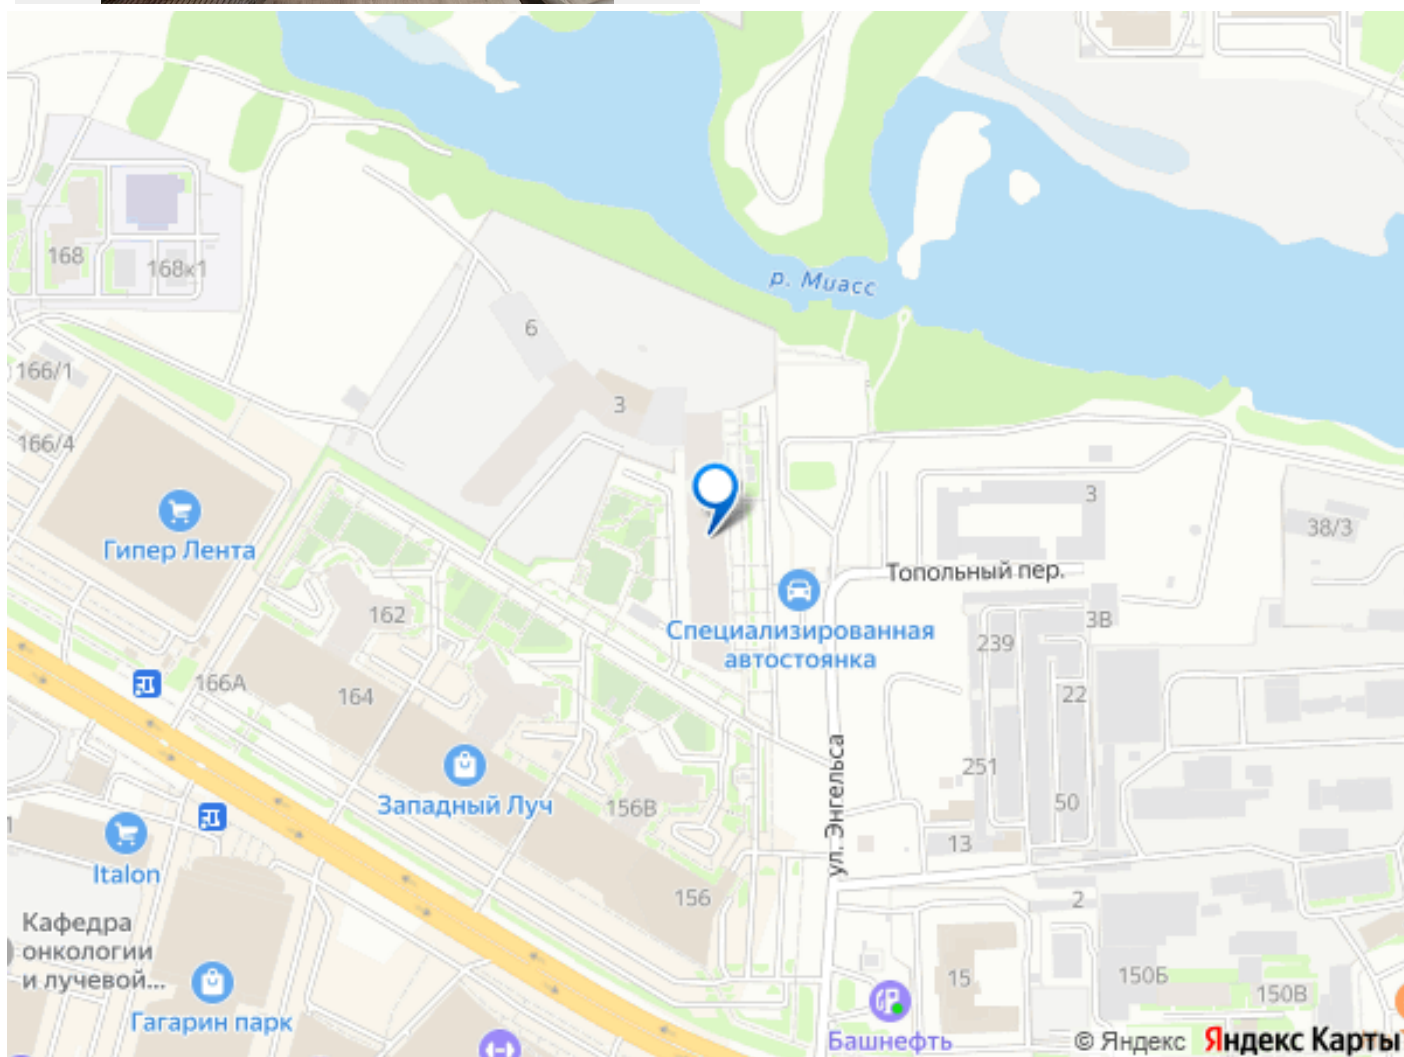 р. Миасс
168
168к1
6
166/1
3
166/4
3
38/3
Гипер Лента
Топольный пер.
162
3В
Специализированная
автостоянка
239
166А
164
22
ул. Энгельса
251
Западный Луч
156В
50
13
Italon
156
2
Кафедра
онкологии
и лучевой...
15
150Б
150В
Гагарин парк
Башнефть
© Яндекс Яндекс Карты